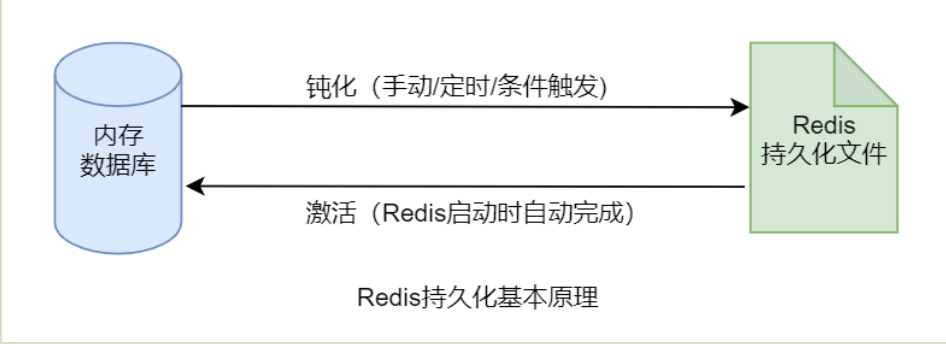 钝化（手动/定时/条件触发)
内存
数据库
Redis
持久化文件
激活（Redis启动时自动完成）
Redis持久化基本原理